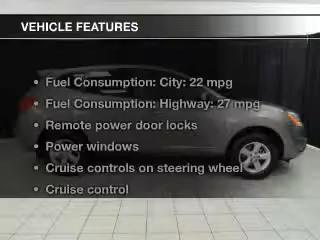 VEHICLE FEATURES
• Fuel Consumption: City: 22 mpg
• Fuel Consumption: Highway: 27 mpg
• Remote power door locks
• Power windows
• Cruise controls on steering wheel
• Cruise control